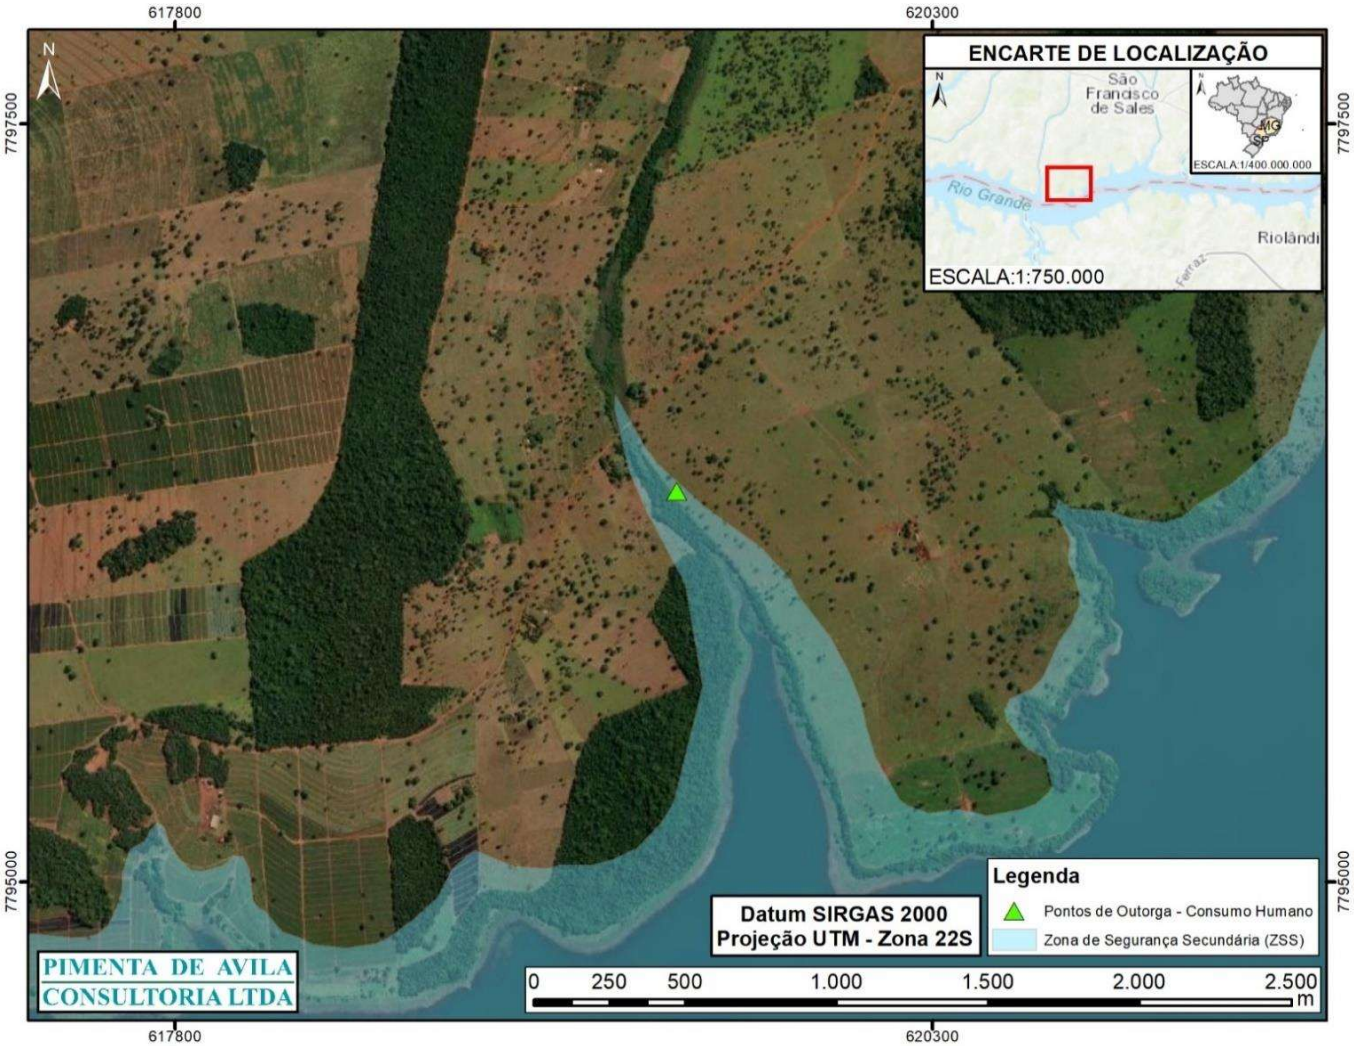 617800
620300
N
7797500
7797500
ENCARTE DE LOCALIZAÇÃO
N
São
Francisco
de Sales
N
MG
SP
ESCALA:1/400.000.000
Rio Grande
Riolândi
Ferraz
ESCALA:1:750.000
7795000
7795000
Legenda
Pontos de Outorga - Consumo Humano
Zona de Segurança Secundária (ZSS)
Datum SIRGAS 2000
Projeção UTM - Zona 22S
PIMENTA DE AVILA
CONSULTORIA LTDA
0 250 500 1.000 1.500 2.000 2.500
m
617800
620300